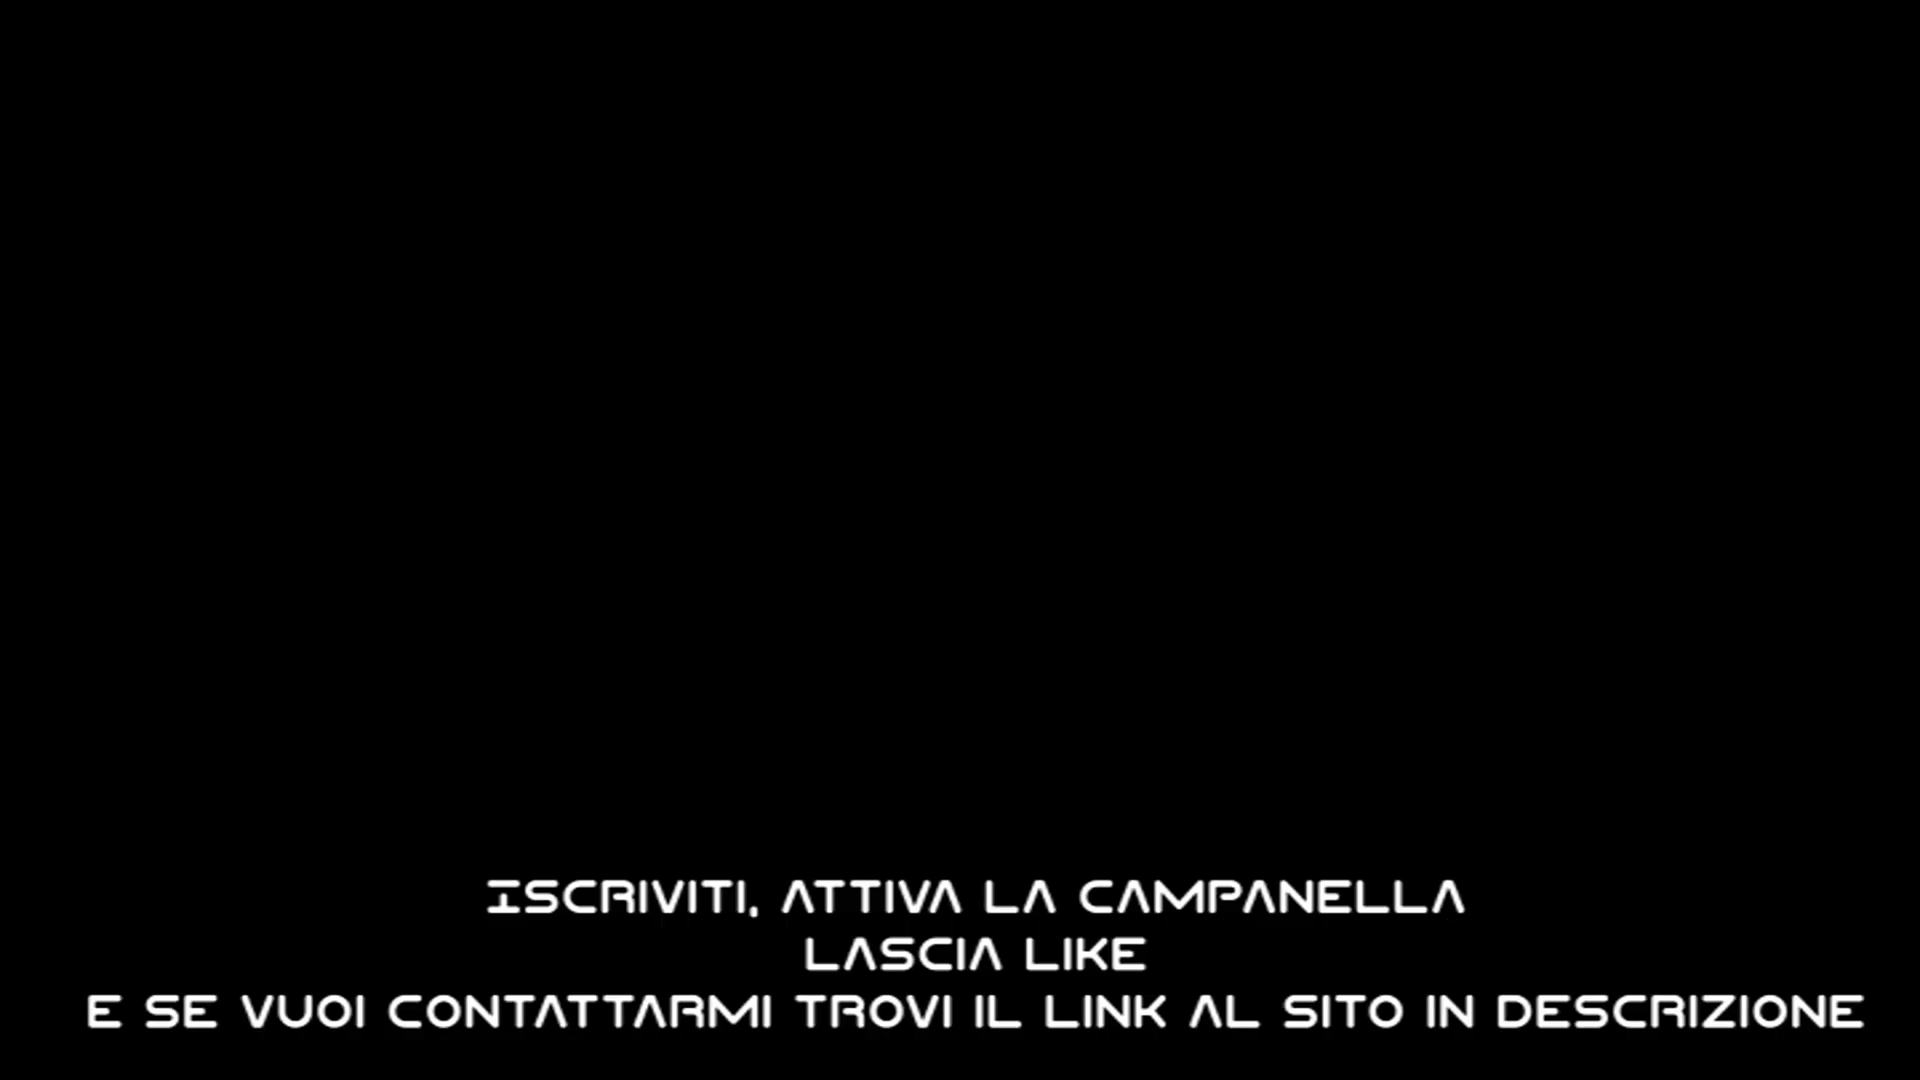 ISCRIVITI, ATTIVA LA CAMPANELLA
LASCIA LIKE
E SE VUOI CONTATTARMI TROVI IL LINK AL SITO IN DESCRIZIONE